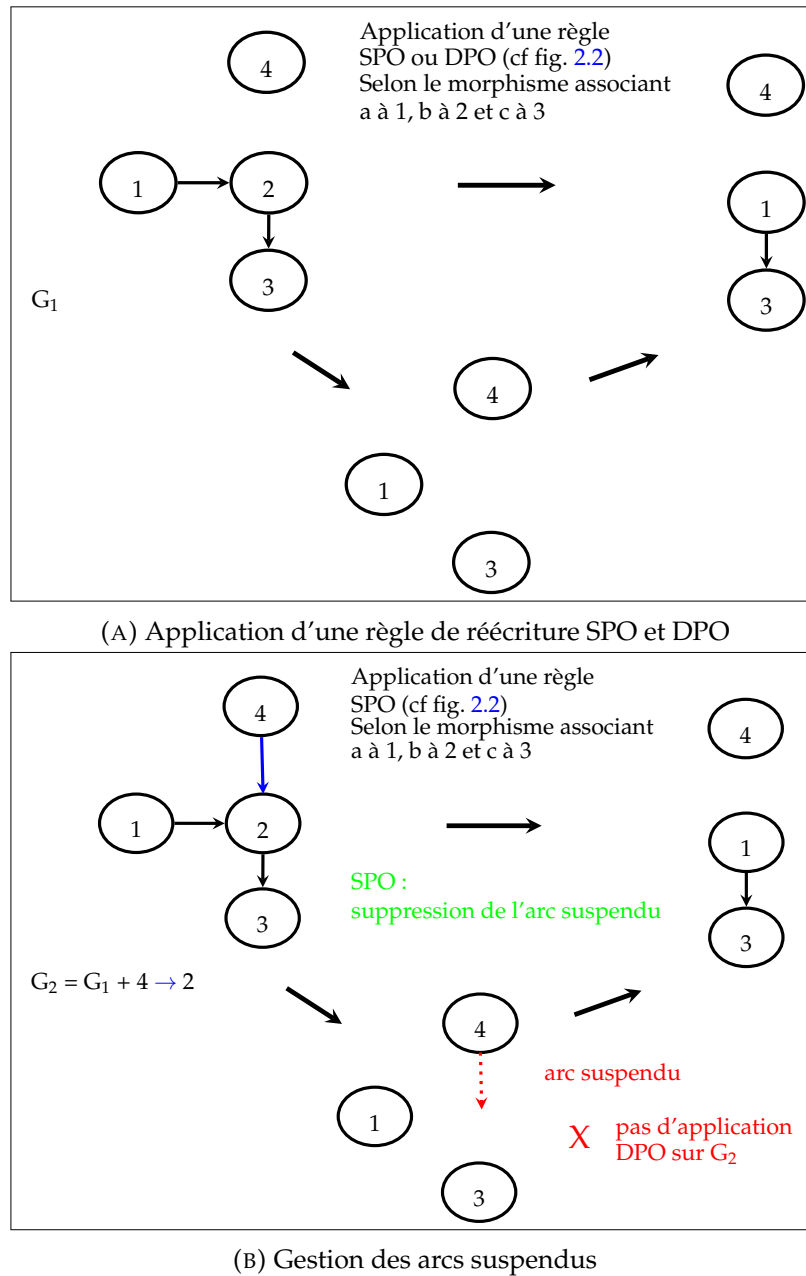 4
Application d'une règle
SPO ou DPO (cf fig. 2.2)
Selon le morphisme associant
a à 1, b à 2 et c à 3
4
1
2
1
3
3
G₁
4
1
3
(A) Application d'une règle de réécriture SPO et DPO
4
Application d'une règle
SPO (cf fig. 2.2)
Selon le morphisme associant
a à 1, b à 2 et c à 3
4
1
2
1
SPO :
suppression de l'arc suspendu
3
3
G₂ = G₁ + 4 → 2
4
arc suspendu
1
X
pas d'application
DPO sur G₂
3
(B) Gestion des arcs suspendus